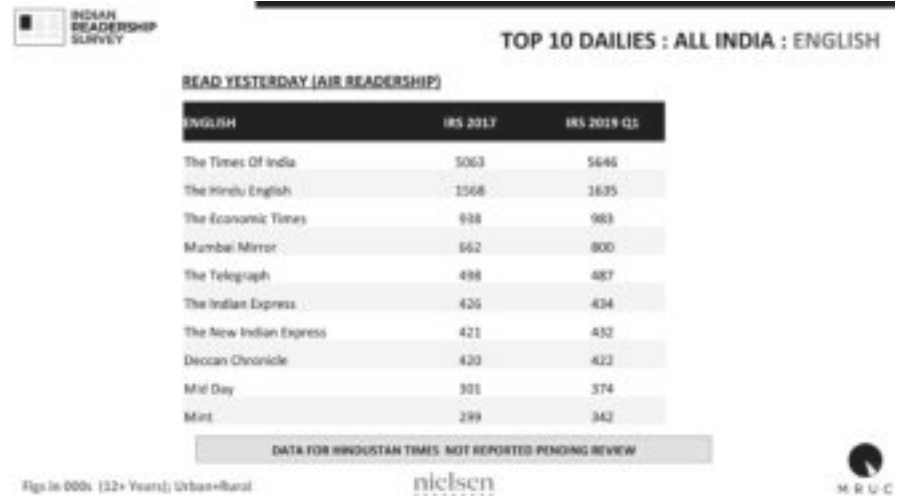 INDIAN
READERSHIP
SURVEY
TOP 10 DAILIES : ALL INDIA : ENGLISH
READ YESTERDAY (AIR READERSHIP)
ENGLISH IRS 2017 IRS 2019 Q1
The Times Of India 5063 5646
The Hindu English 1568 1635
The Economic Times 938 983
Mumbai Mirror 662 800
The Telegraph 498 487
The Indian Express 426 434
The New Indian Express 421 432
Deccan Chronicle 420 422
Mid Day 301 374
Mint 299 342
DATA FOR HINDUSTAN TIMES NOT REPORTED PENDING REVIEW
Figs in 000s (12+ Years); Urban+Rural
nielsen
MRUC